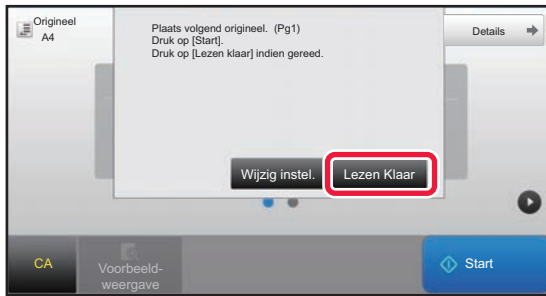 Origineel
A4
Plaats volgend origineel. (Pg1)
Druk op [Start].
Druk op [Lezen klaar] indien gereed.
Details
Wijzig instel.
Lezen Klaar
CA
Voorbeeld-
weergave
Start